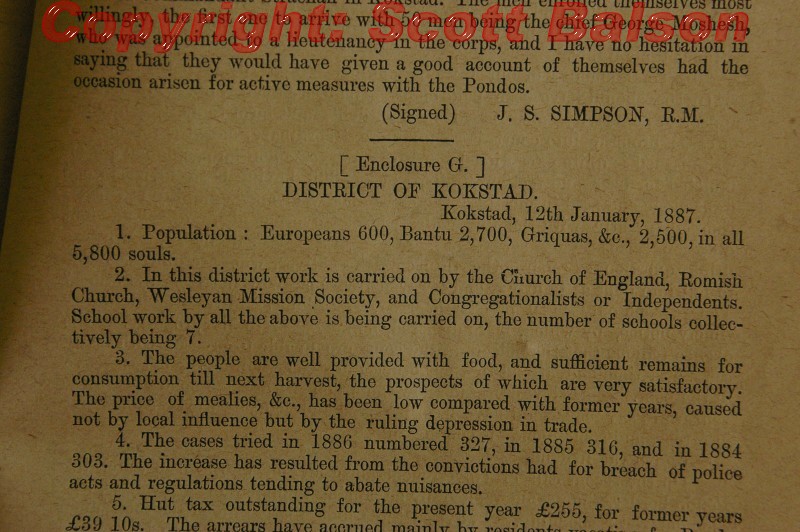 Copyright: Scott Balson
Strachan in Kokstad. The men enrolled themselves most
willingly, the first one to arrive with 50 men being the chief George Moshesh,
who was appointed to a lieutenancy in the corps, and I have no hesitation in
saying that they would have given a good account of themselves had the
occasion arisen for active measures with the Pondos.
(Signed) J. S. SIMPSON, R.M.
[ Enclosure G. ]
DISTRICT OF KOKSTAD.
Kokstad, 12th January, 1887.
1. Population : Europeans 600, Bantu 2,700, Griquas, &c., 2,500, in all
5,800 souls.
2. In this district work is carried on by the Church of England, Romish
Church, Wesleyan Mission Society, and Congregationalists or Independents.
School work by all the above is being carried on, the number of schools collec-
tively being 7.
3. The people are well provided with food, and sufficient remains for
consumption till next harvest, the prospects of which are very satisfactory.
The price of mealies, &c., has been low compared with former years, caused
not by local influence but by the ruling depression in trade.
4. The cases tried in 1886 numbered 327, in 1885 316, and in 1884
303. The increase has resulted from the convictions had for breach of police
acts and regulations tending to abate nuisances.
5. Hut tax outstanding for the present year £255, for former years
£39 10s. The arrears have accrued mainly by residents